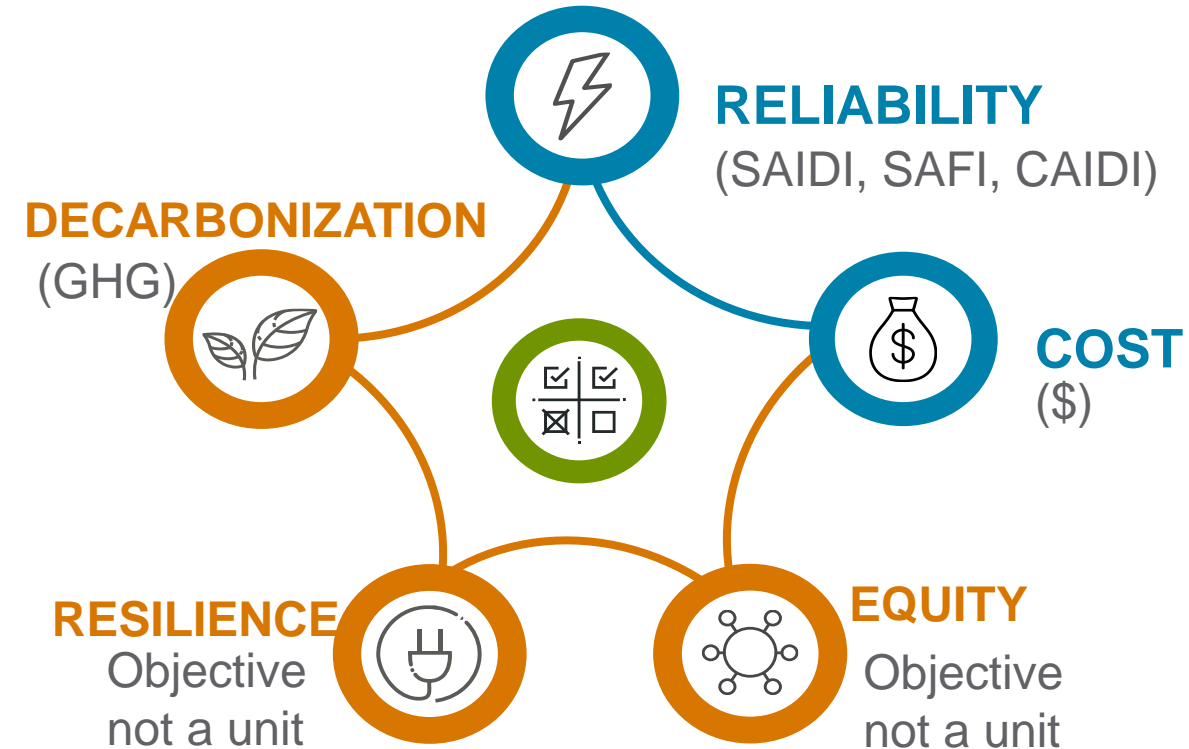 RELIABILITY
(SAIDI, SAFI, CAIDI)
DECARBONIZATION
(GHG)
$
COST
($)
RESILIENCE
Objective
not a unit
EQUITY
Objective
not a unit